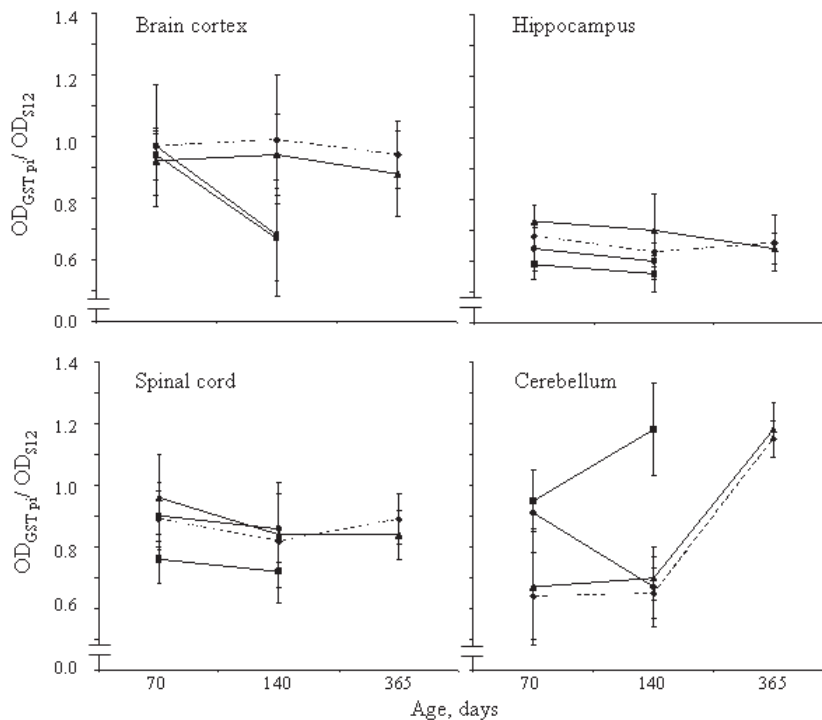 Brain cortex
Hippocampus
OD_GST pi / OD_S12
1.4
1.2
1.0
0.8
0.6
0.0
Spinal cord
Cerebellum
OD_GST pi / OD_S12
1.4
1.2
1.0
0.8
0.6
0.0
70 140 365 70 140 365
Age, days